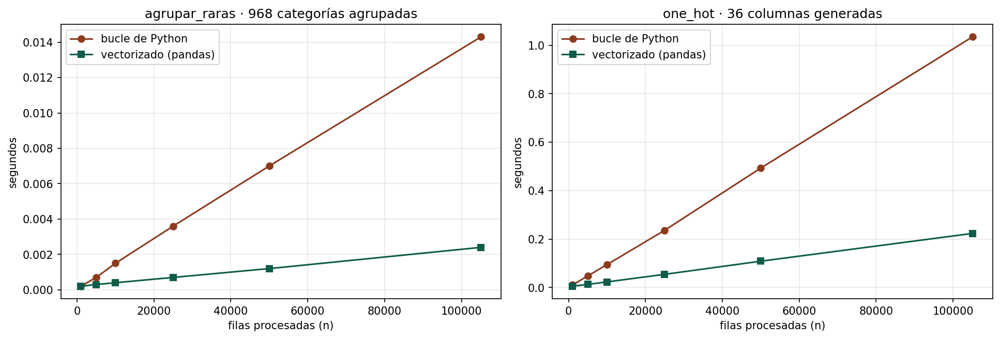 agrupar_raras · 968 categorías agrupadas
bucle de Python
vectorizado (pandas)
0.014
0.012
0.010
0.008
0.006
0.004
0.002
0.000
segundos
0 20000 40000 60000 80000 100000
filas procesadas (n)
one_hot · 36 columnas generadas
bucle de Python
vectorizado (pandas)
1.0
0.8
0.6
0.4
0.2
0.0
segundos
0 20000 40000 60000 80000 100000
filas procesadas (n)